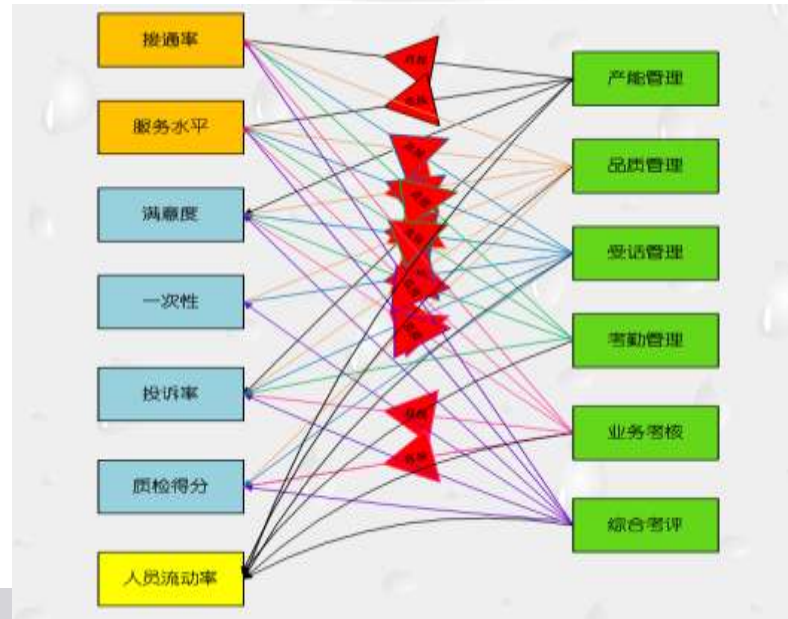 接通率
服务水平
满意度
一次性
投诉率
质检得分
人员流动率
产能管理
品质管理
受话管理
考勤管理
业务考核
综合考评